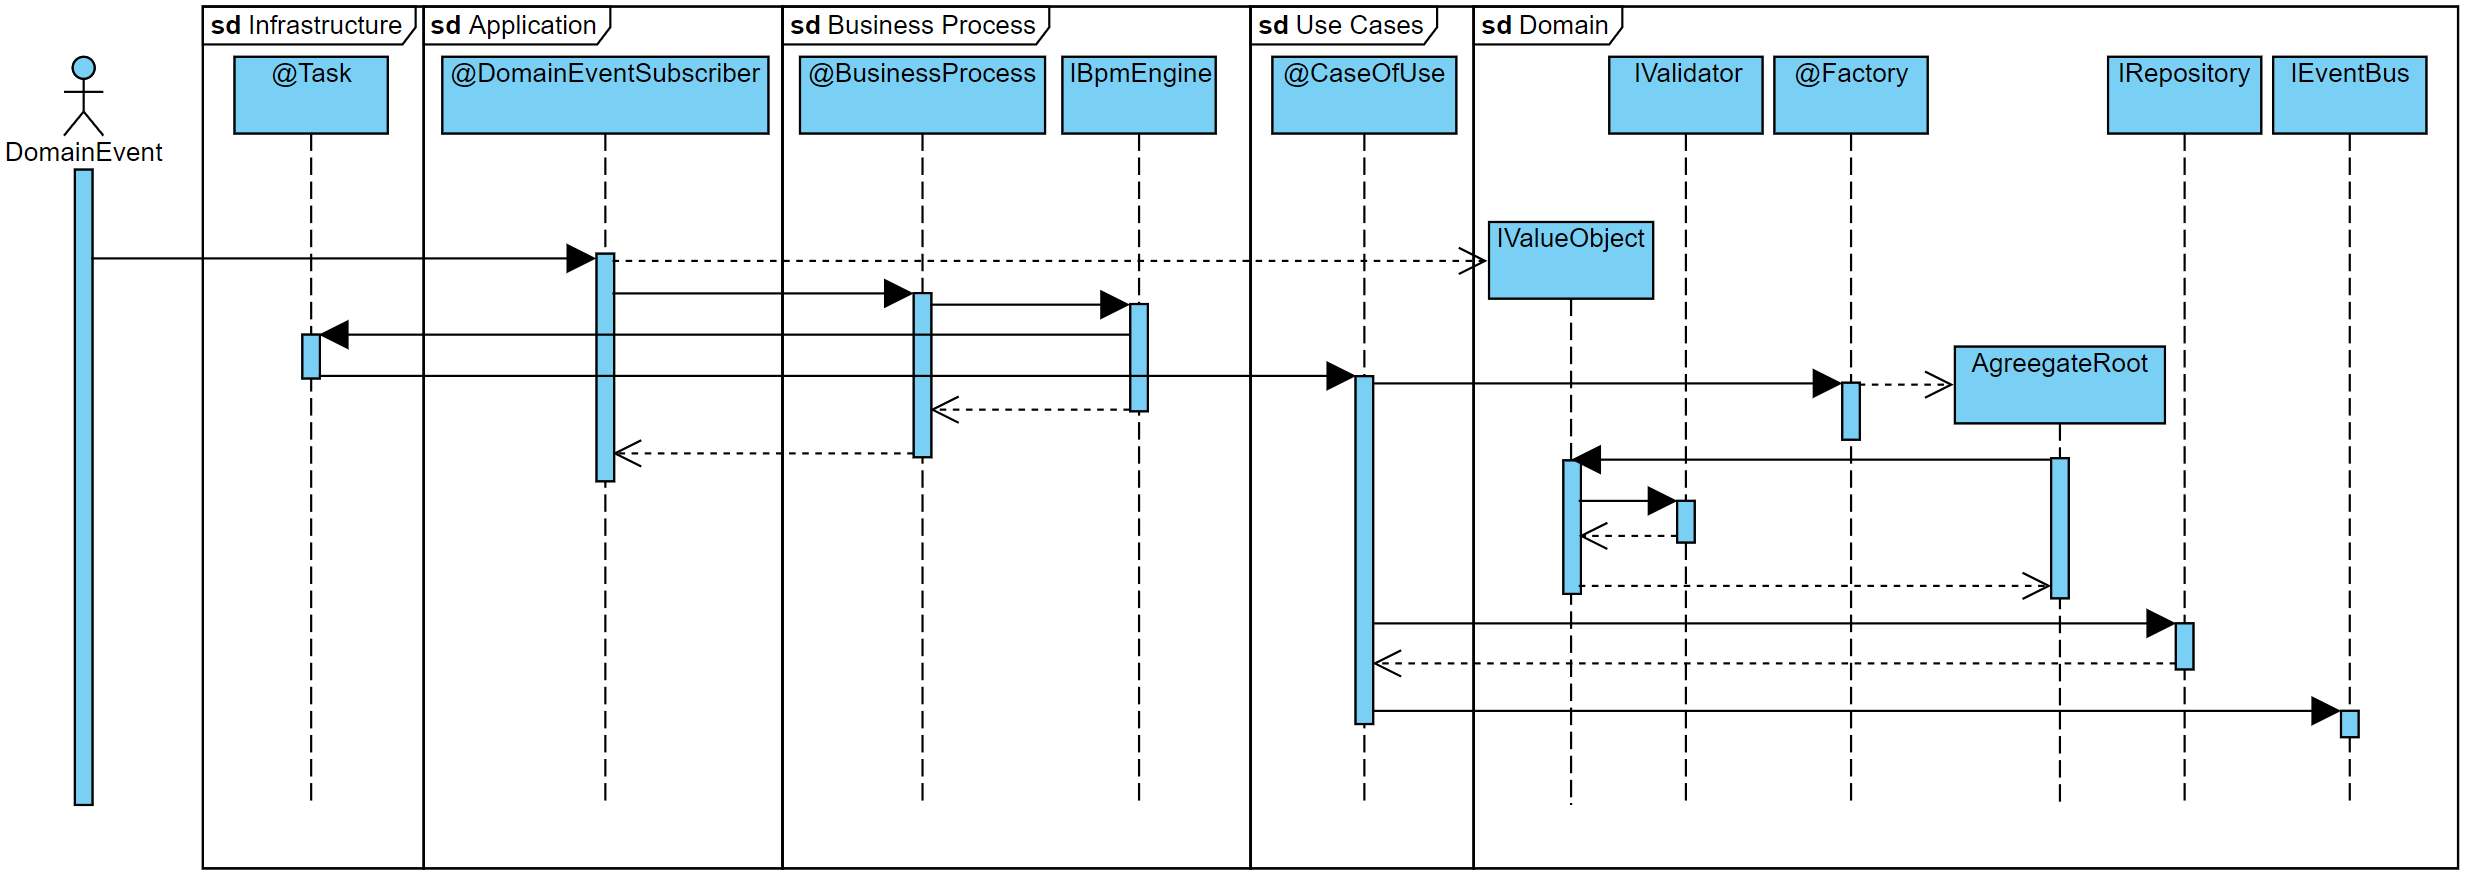 sd Infrastructure
sd Application
sd Business Process
sd Use Cases
sd Domain
@Task
@DomainEventSubscriber
@BusinessProcess
IBpmEngine
@CaseOfUse
IValidator
@Factory
IRepository
IEventBus
DomainEvent
IValueObject
AgreegateRoot